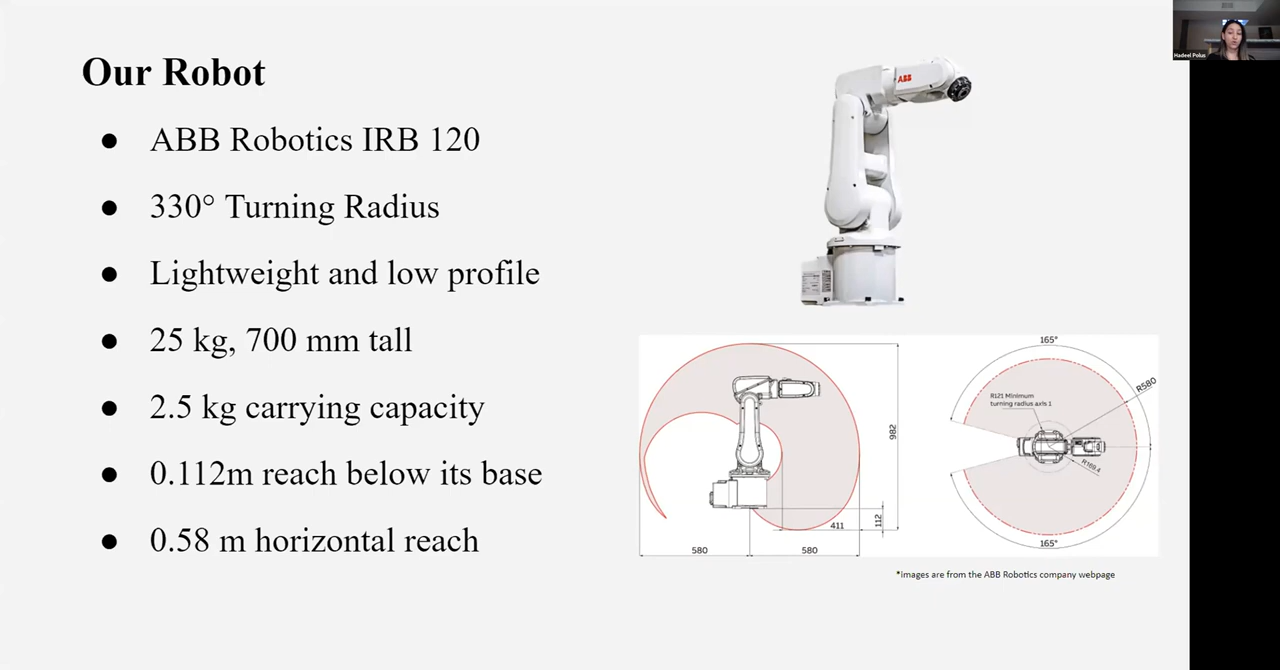 Our Robot
● ABB Robotics IRB 120
● 330° Turning Radius
● Lightweight and low profile
● 25 kg, 700 mm tall
● 2.5 kg carrying capacity
● 0.112m reach below its base
● 0.58 m horizontal reach
ABB
982
112
411
580
580
165°
R580
R121 Minimum
turning radius axis 1
R169.4
165°
*images are from the ABB Robotics company webpage
Hadeel Polus